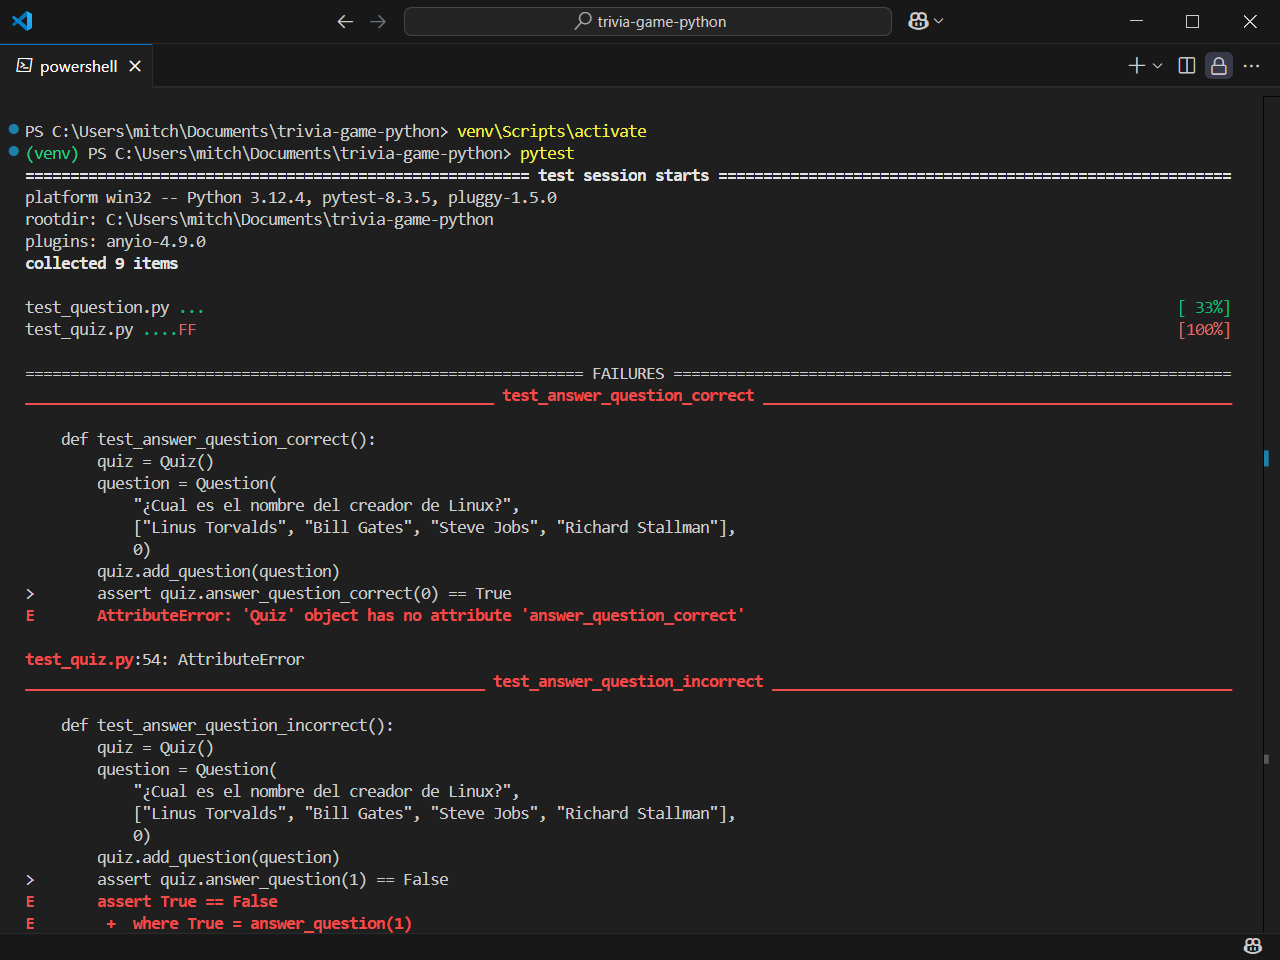 trivia-game-python
powershell
PS C:\Users\mitch\Documents\trivia-game-python> venv\Scripts\activate
(venv) PS C:\Users\mitch\Documents\trivia-game-python> pytest
======================================================== test session starts =========================================================
platform win32 -- Python 3.12.4, pytest-8.3.5, pluggy-1.5.0
rootdir: C:\Users\mitch\Documents\trivia-game-python
plugins: anyio-4.9.0
collected 9 items
test_question.py ... [ 33%]
test_quiz.py ....FF [100%]
============================================================== FAILURES ==============================================================
____________________________________________________ test_answer_question_correct ____________________________________________________
def test_answer_question_correct():
quiz = Quiz()
question = Question(
"¿Cual es el nombre del creador de Linux?",
["Linus Torvalds", "Bill Gates", "Steve Jobs", "Richard Stallman"],
0)
quiz.add_question(question)
> assert quiz.answer_question_correct(0) == True
E AttributeError: 'Quiz' object has no attribute 'answer_question_correct'
test_quiz.py:54: AttributeError
___________________________________________________ test_answer_question_incorrect ___________________________________________________
def test_answer_question_incorrect():
quiz = Quiz()
question = Question(
"¿Cual es el nombre del creador de Linux?",
["Linus Torvalds", "Bill Gates", "Steve Jobs", "Richard Stallman"],
0)
quiz.add_question(question)
> assert quiz.answer_question(1) == False
E assert True == False
E + where True = answer_question(1)